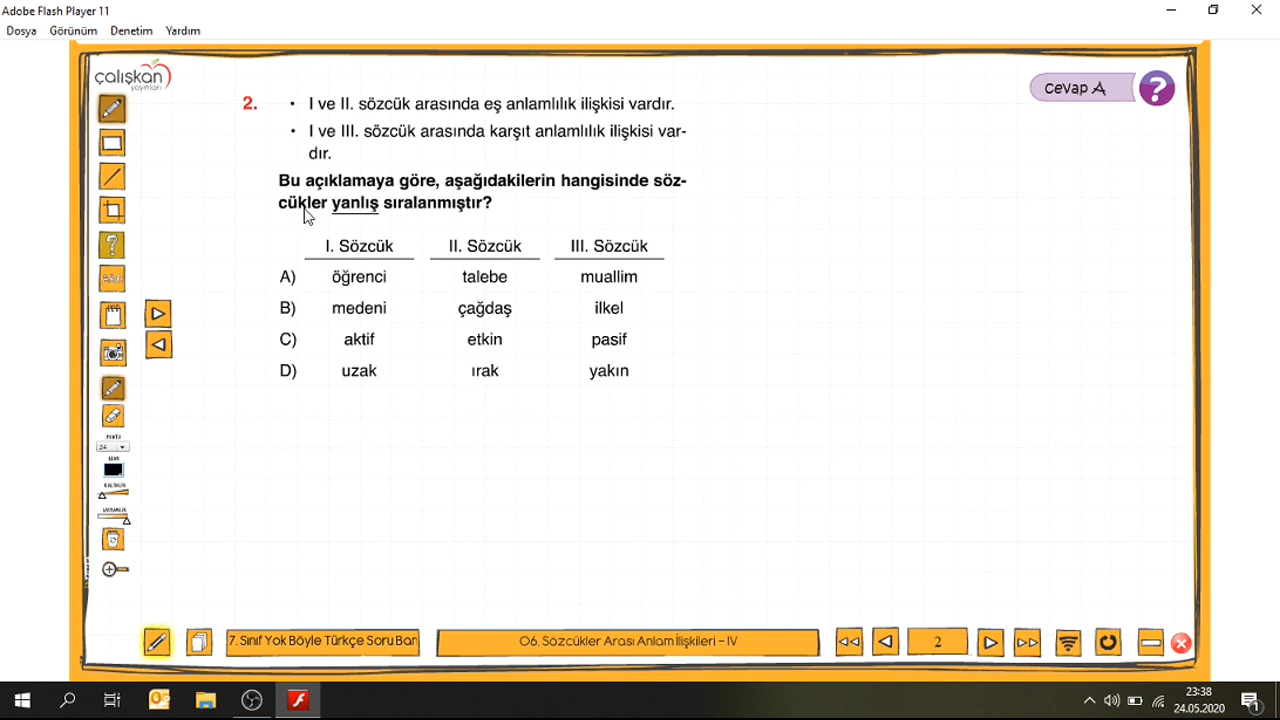 Adobe Flash Player 11
Dosya Görünüm Denetim Yardım
çalışkan
yayınları
Cevap A
?
2. • I ve II. sözcük arasında eş anlamlılık ilişkisi vardır.
• I ve III. sözcük arasında karşıt anlamlılık ilişkisi var-
dır.
Bu açıklamaya göre, aşağıdakilerin hangisinde söz-
cükler yanlış sıralanmıştır?
I. Sözcük II. Sözcük III. Sözcük
A) öğrenci talebe muallim
B) medeni çağdaş ilkel
C) aktif etkin pasif
D) uzak ırak yakın
24
7. Sınıf Yok Böyle Türkçe Soru Ban
06. Sözcükler Arası Anlam İlişkileri - IV
2
23:38
24.05.2020
1